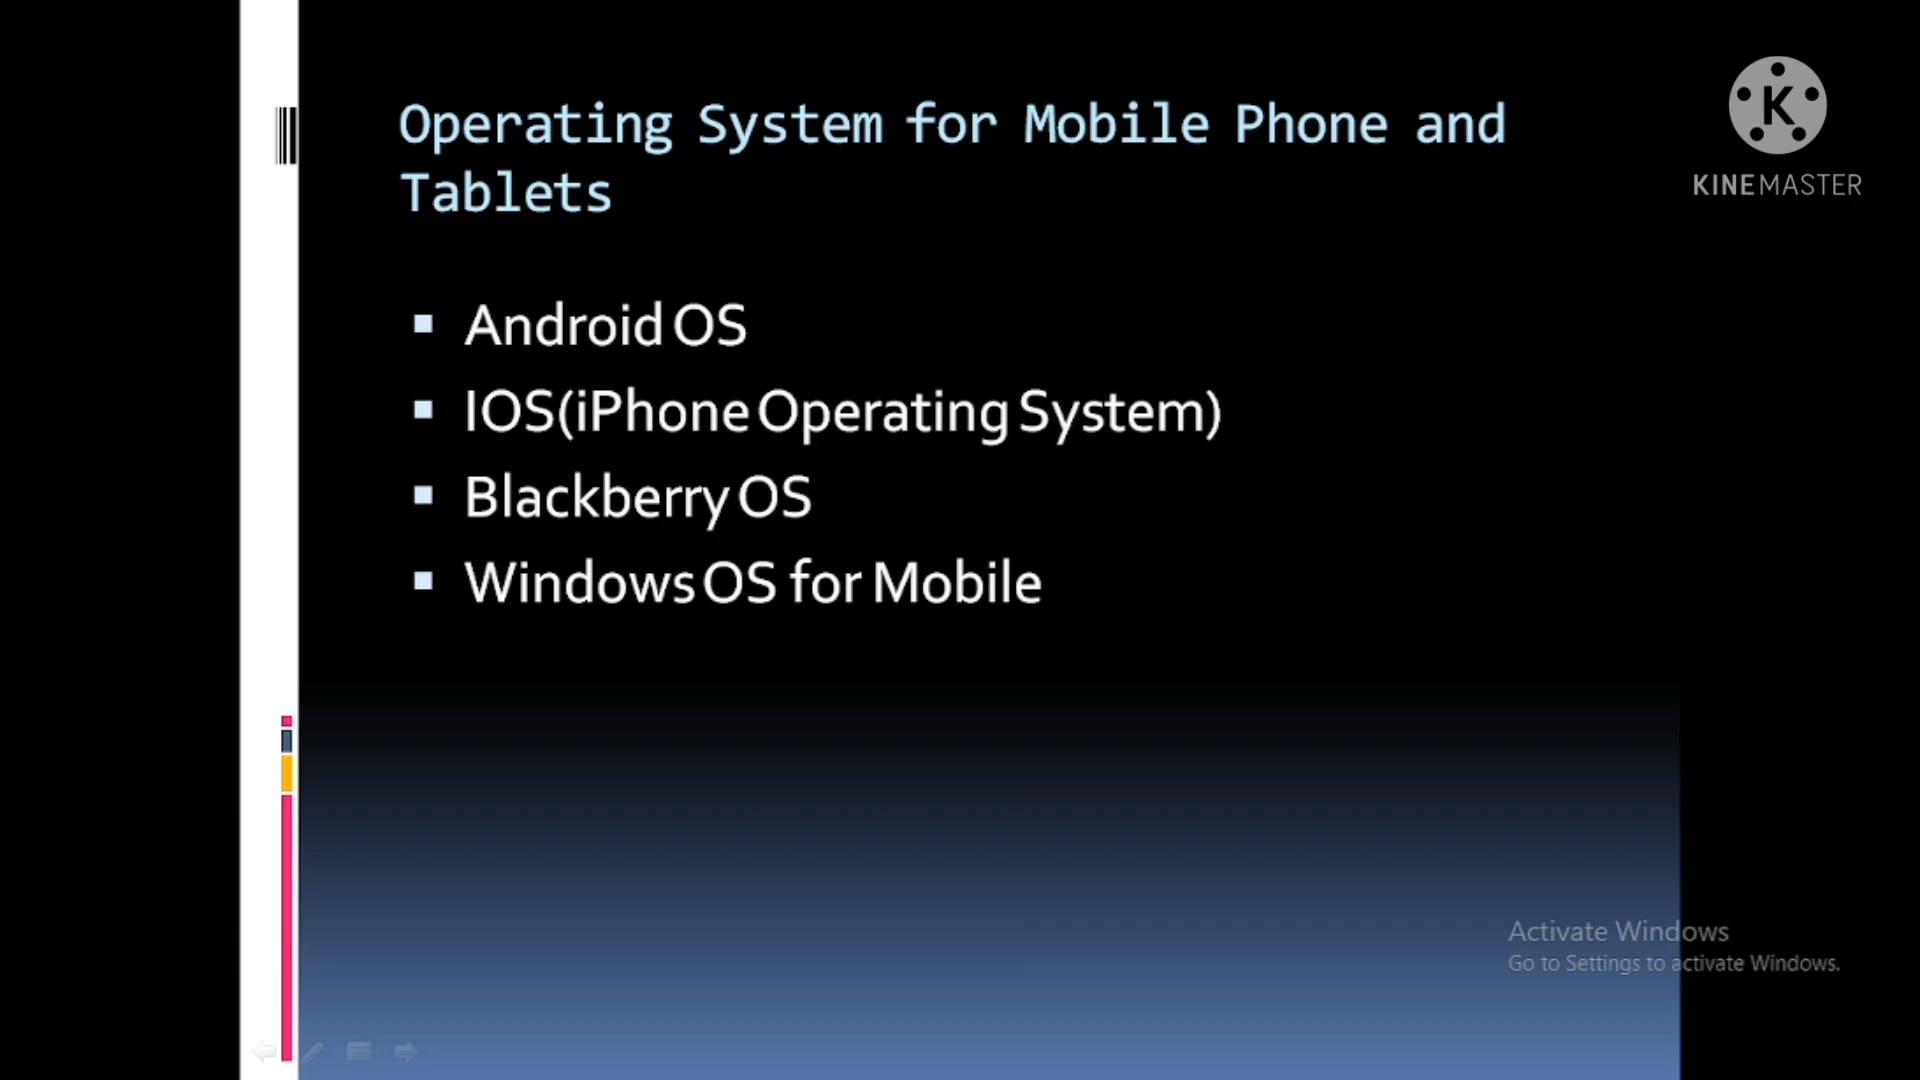 Operating System for Mobile Phone and
Tablets
K
KINEMASTER
Android OS
IOS(iPhone Operating System)
Blackberry OS
Windows OS for Mobile
Activate Windows
Go to Settings to activate Windows.